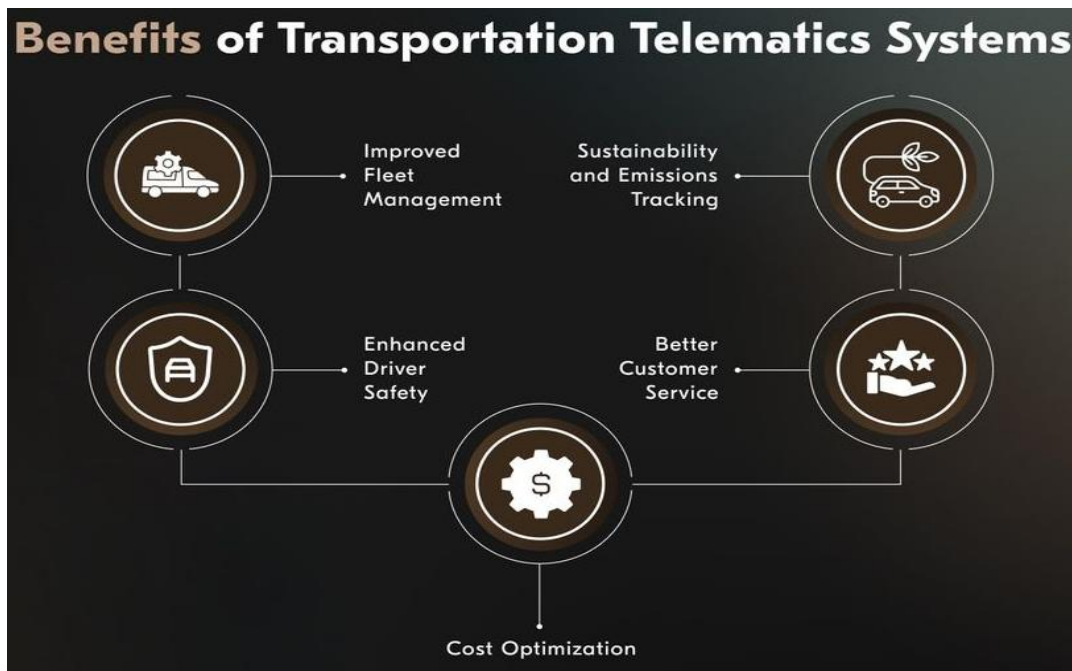 Benefits of Transportation Telematics Systems
Improved
Fleet
Management
Sustainability
and Emissions
Tracking
Enhanced
Driver
Safety
Better
Customer
Service
$
Cost Optimization